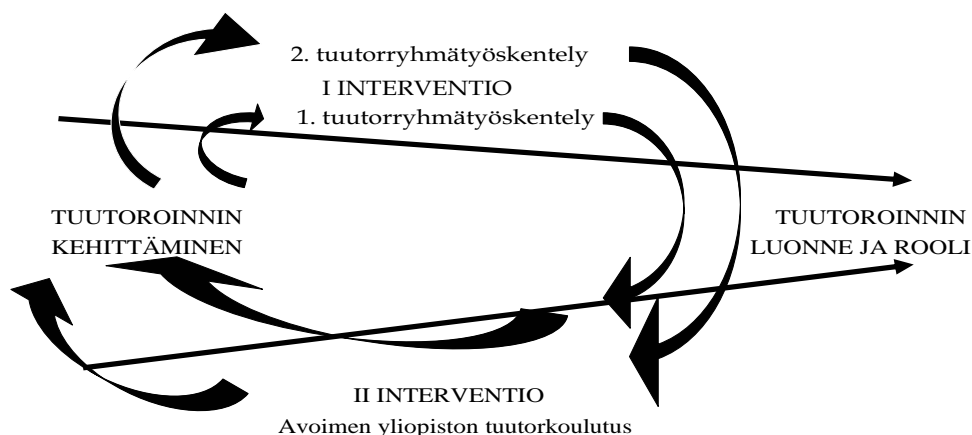 2. tuutorryhmätyöskentely
I INTERVENTIO
1. tuutorryhmätyöskentely
TUUTOROINNIN
KEHITTÄMINEN
TUUTOROINNIN
LUONNE JA ROOLI
II INTERVENTIO
Avoimen yliopiston tuutorkoulutus